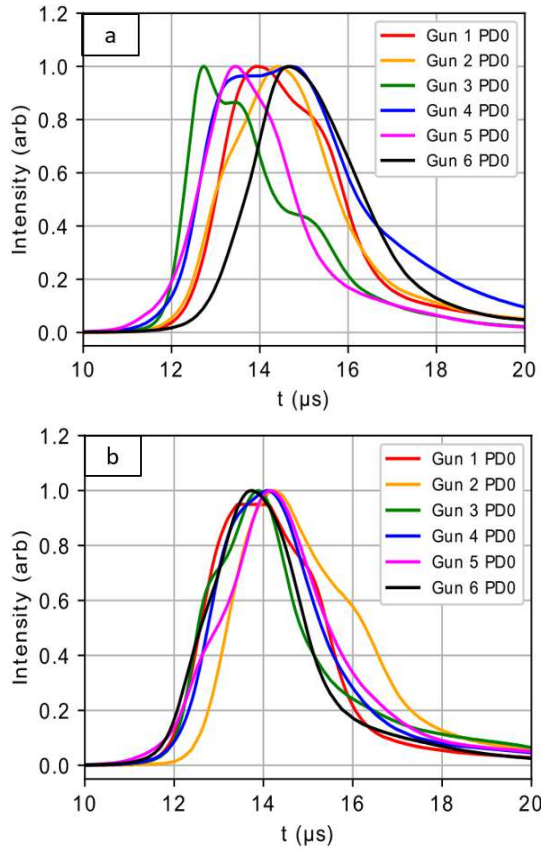 a
1.2
1.0
0.8
0.6
0.4
0.2
0.0
Intensity (arb)
Gun 1 PD0
Gun 2 PD0
Gun 3 PD0
Gun 4 PD0
Gun 5 PD0
Gun 6 PD0
10 12 14 16 18 20
t (μs)
b
1.2
1.0
0.8
0.6
0.4
0.2
0.0
Intensity (arb)
Gun 1 PD0
Gun 2 PD0
Gun 3 PD0
Gun 4 PD0
Gun 5 PD0
Gun 6 PD0
10 12 14 16 18 20
t (μs)